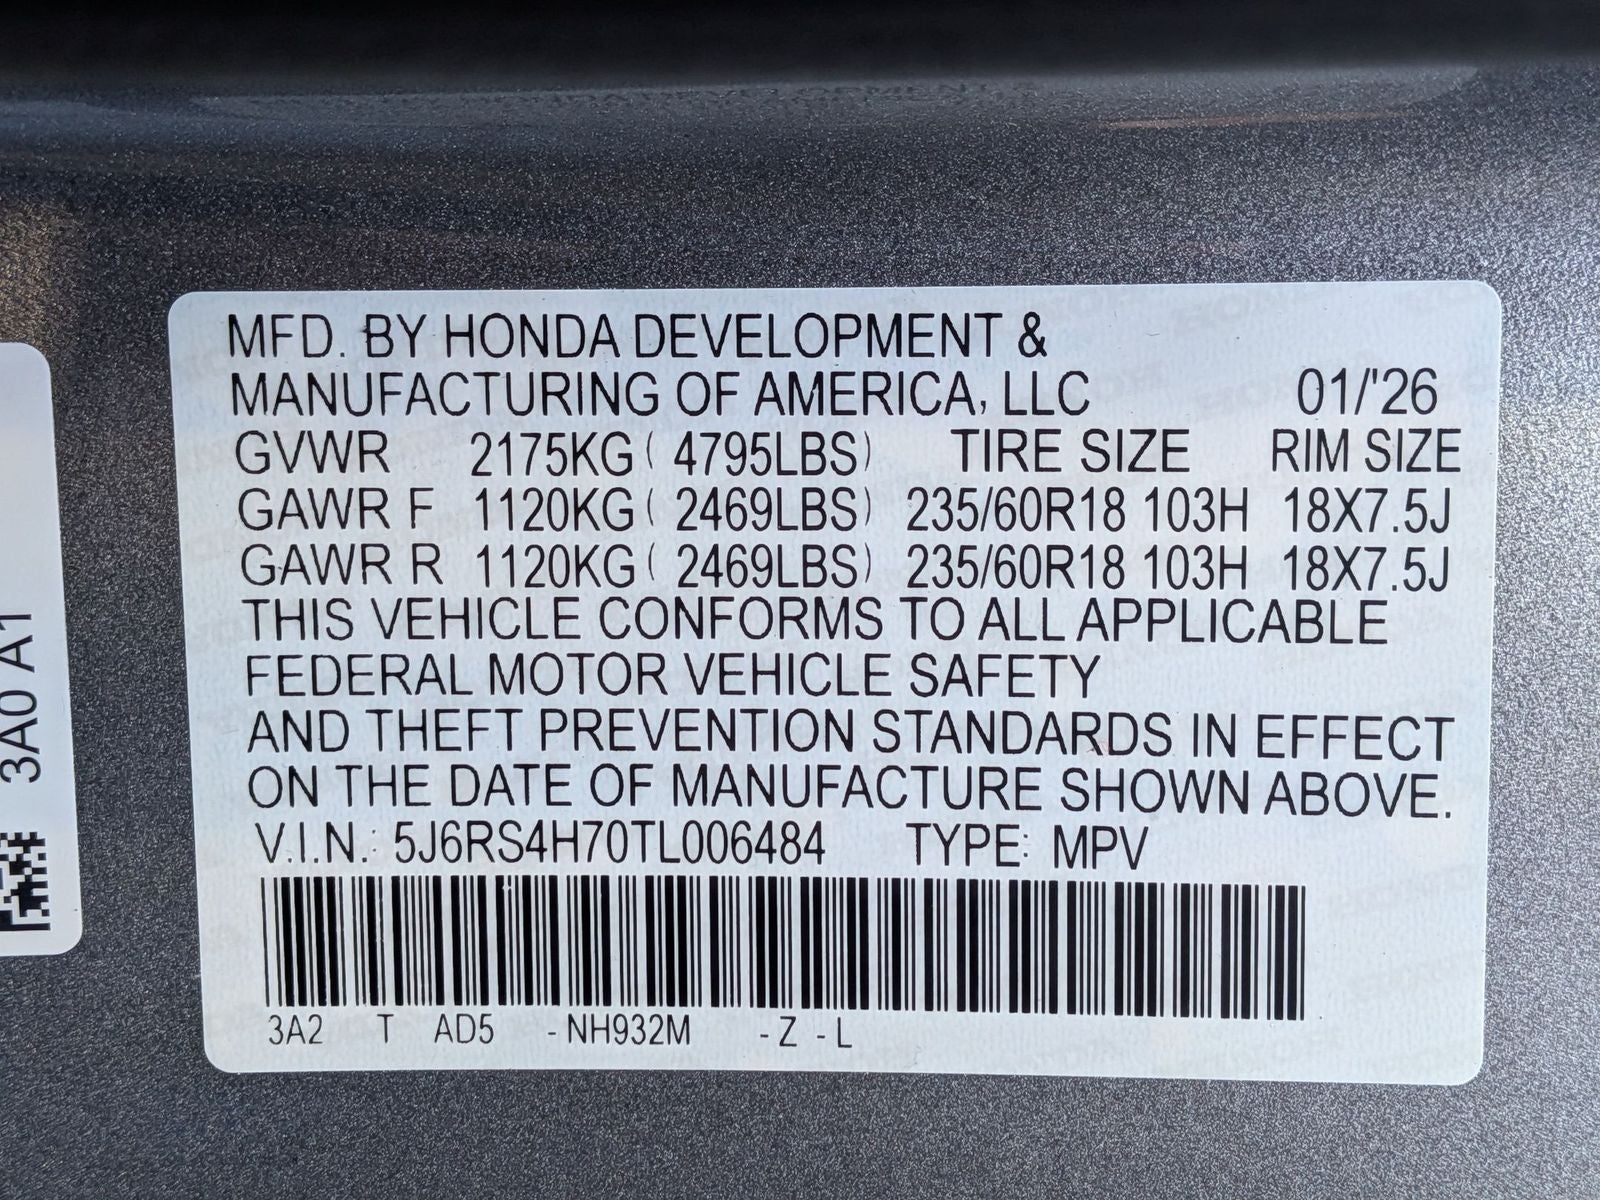 MFD. BY HONDA DEVELOPMENT &
MANUFACTURING OF AMERICA, LLC 01/'26
GVWR 2175KG ( 4795LBS) TIRE SIZE RIM SIZE
GAWR F 1120KG ( 2469LBS) 235/60R18 103H 18X7.5J
GAWR R 1120KG ( 2469LBS) 235/60R18 103H 18X7.5J
THIS VEHICLE CONFORMS TO ALL APPLICABLE
FEDERAL MOTOR VEHICLE SAFETY
AND THEFT PREVENTION STANDARDS IN EFFECT
ON THE DATE OF MANUFACTURE SHOWN ABOVE.
V.I.N.: 5J6RS4H70TL006484 TYPE: MPV
3A2 T AD5 - NH932M - Z - L
3A0 A1